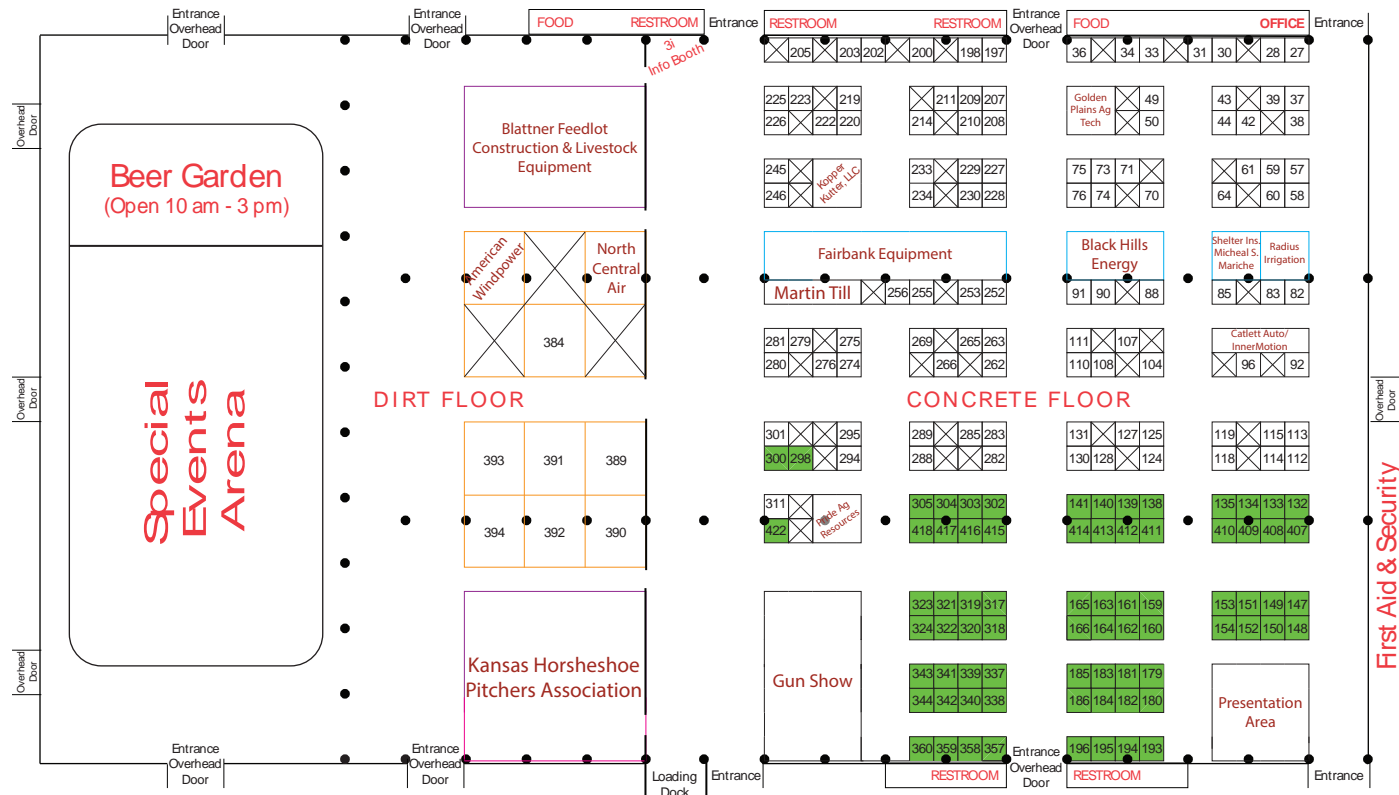 Entrance
Overhead
Door
Entrance
Overhead
Door
FOOD RESTROOM
Entrance
RESTROOM RESTROOM
Entrance
Overhead
Door
FOOD OFFICE
Entrance
3i
Info Booth
205 203 202 200 198 197
36 34 33 31 30 28 27
Overhead
Door
Beer Garden
(Open 10 am - 3 pm)
Blattner Feedlot
Construction & Livestock
Equipment
225 223 219
226 222 220
211 209 207
214 210 208
Golden
Plains Ag
Tech
49
50
43 39 37
44 42 38
245
246
Kopper
Kutter, LLC
233 229 227
234 230 228
75 73 71
76 74 70
61 59 57
64 60 58
American
Windpower
North
Central
Air
384
Fairbank Equipment
Martin Till
256 255 253 252
Black Hills
Energy
91 90 88
Shelter Ins.
Micheal S.
Mariche
Radius
Irrigation
85 83 82
281 279 275
280 276 274
269 265 263
266 262
111 107
110 108 104
Catlett Auto/
InnerMotion
96 92
Special
Events
Arena
Overhead
Door
DIRT FLOOR
CONCRETE FLOOR
Overhead
Door
393 391 389
394 392 390
301 295
300 298 294
289 285 283
288 282
131 127 125
130 128 124
119 115 113
118 114 112
311
422
Ag
Resources
305 304 303 302
418 417 416 415
141 140 139 138
414 413 412 411
135 134 133 132
410 409 408 407
First Aid & Security
Overhead
Door
Kansas Horsheshoe
Pitchers Association
Gun Show
323 321 319 317
324 322 320 318
165 163 161 159
166 164 162 160
153 151 149 147
154 152 150 148
343 341 339 337
344 342 340 338
185 183 181 179
186 184 182 180
Presentation
Area
360 359 358 357
196 195 194 193
Entrance
Overhead
Door
Entrance
Overhead
Door
Loading
Dock
Entrance
RESTROOM
Entrance
Overhead
Door
RESTROOM
Entrance